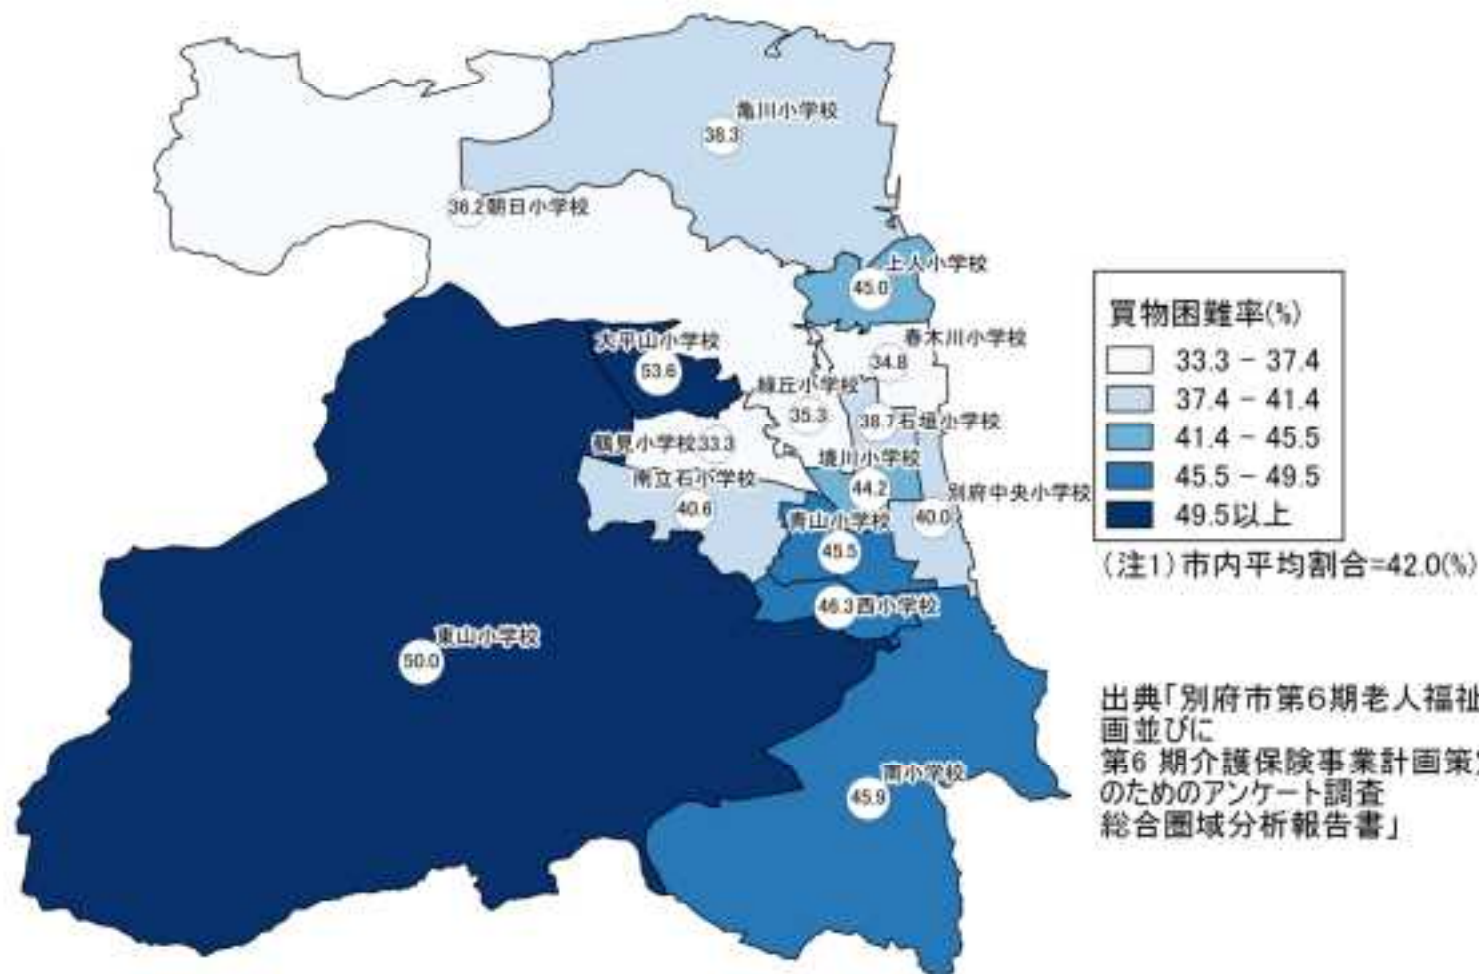 亀川小学校
38.3
36.2朝日小学校
上人小学校
45.0
大平山小学校
53.6
春木川小学校
34.8
緑丘小学校
35.3
38.7石垣小学校
鶴見小学校33.3
境川小学校
44.2
南立石小学校
40.6
別府中央小学校
40.0
青山小学校
45.5
46.3西小学校
東山小学校
50.0
南小学校
45.9
買物困難率(%)
33.3 - 37.4
37.4 - 41.4
41.4 - 45.5
45.5 - 49.5
49.5以上
(注1)市内平均割合=42.0(%)
出典「別府市第6期老人福祉
画並びに
第6 期介護保険事業計画策
のためのアンケート調査
総合圏域分析報告書」